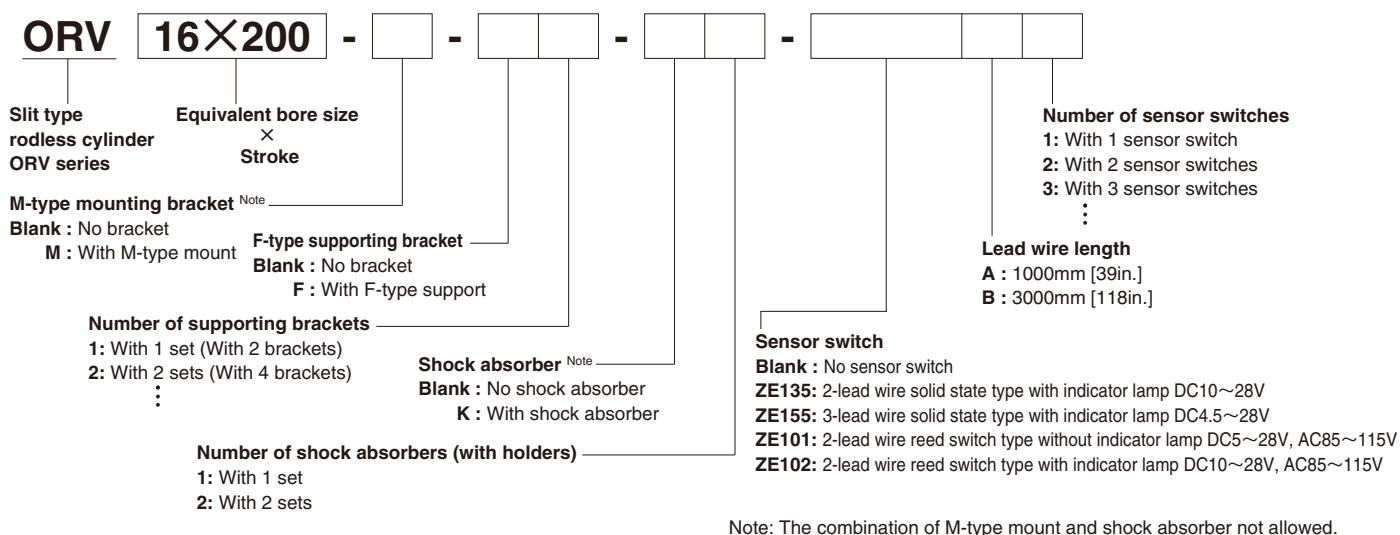 ORV 16×200 - - - -
Slit type
rodless cylinder
ORV series
Equivalent bore size
×
Stroke
M-type mounting bracket Note
Blank : No bracket
M : With M-type mount
F-type supporting bracket
Blank : No bracket
F : With F-type support
Number of supporting brackets
1: With 1 set (With 2 brackets)
2: With 2 sets (With 4 brackets)
⋮
Shock absorber Note
Blank : No shock absorber
K : With shock absorber
Number of shock absorbers (with holders)
1: With 1 set
2: With 2 sets
Number of sensor switches
1: With 1 sensor switch
2: With 2 sensor switches
3: With 3 sensor switches
⋮
Lead wire length
A : 1000mm [39in.]
B : 3000mm [118in.]
Sensor switch
Blank : No sensor switch
ZE135: 2-lead wire solid state type with indicator lamp DC10～28V
ZE155: 3-lead wire solid state type with indicator lamp DC4.5～28V
ZE101: 2-lead wire reed switch type without indicator lamp DC5～28V, AC85～115V
ZE102: 2-lead wire reed switch type with indicator lamp DC10～28V, AC85～115V
Note: The combination of M-type mount and shock absorber not allowed.